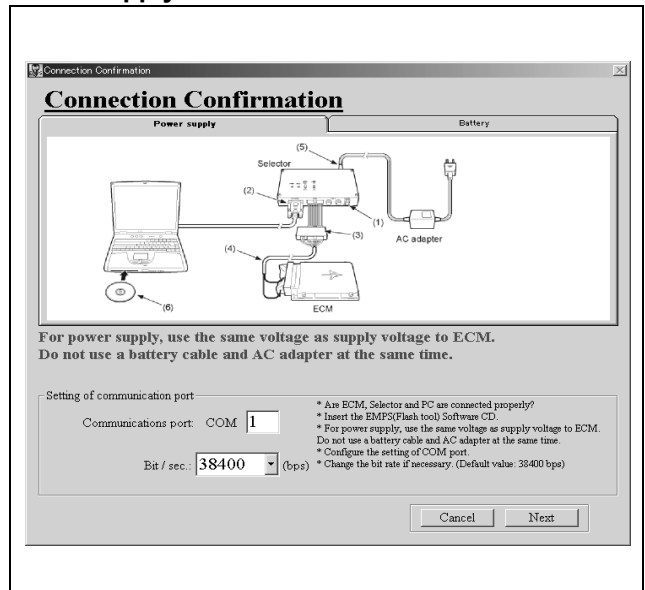 Connection Confirmation
Connection Confirmation
Power supply
Battery
(5)
Selector
(2)
(1)
(3)
AC adapter
(4)
(6)
ECM
For power supply, use the same voltage as supply voltage to ECM.
Do not use a battery cable and AC adapter at the same time.
Setting of communication port
Communications port: COM 1
Bit / sec.: 38400 (bps)
* Are ECM, Selector and PC are connected properly?
* Insert the EMPS(Flash tool) Software CD.
* For power supply, use the same voltage as supply voltage to ECM.
Do not use a battery cable and AC adapter at the same time.
* Configure the setting of COM port.
* Change the bit rate if necessary. (Default value: 38400 bps)
Cancel
Next